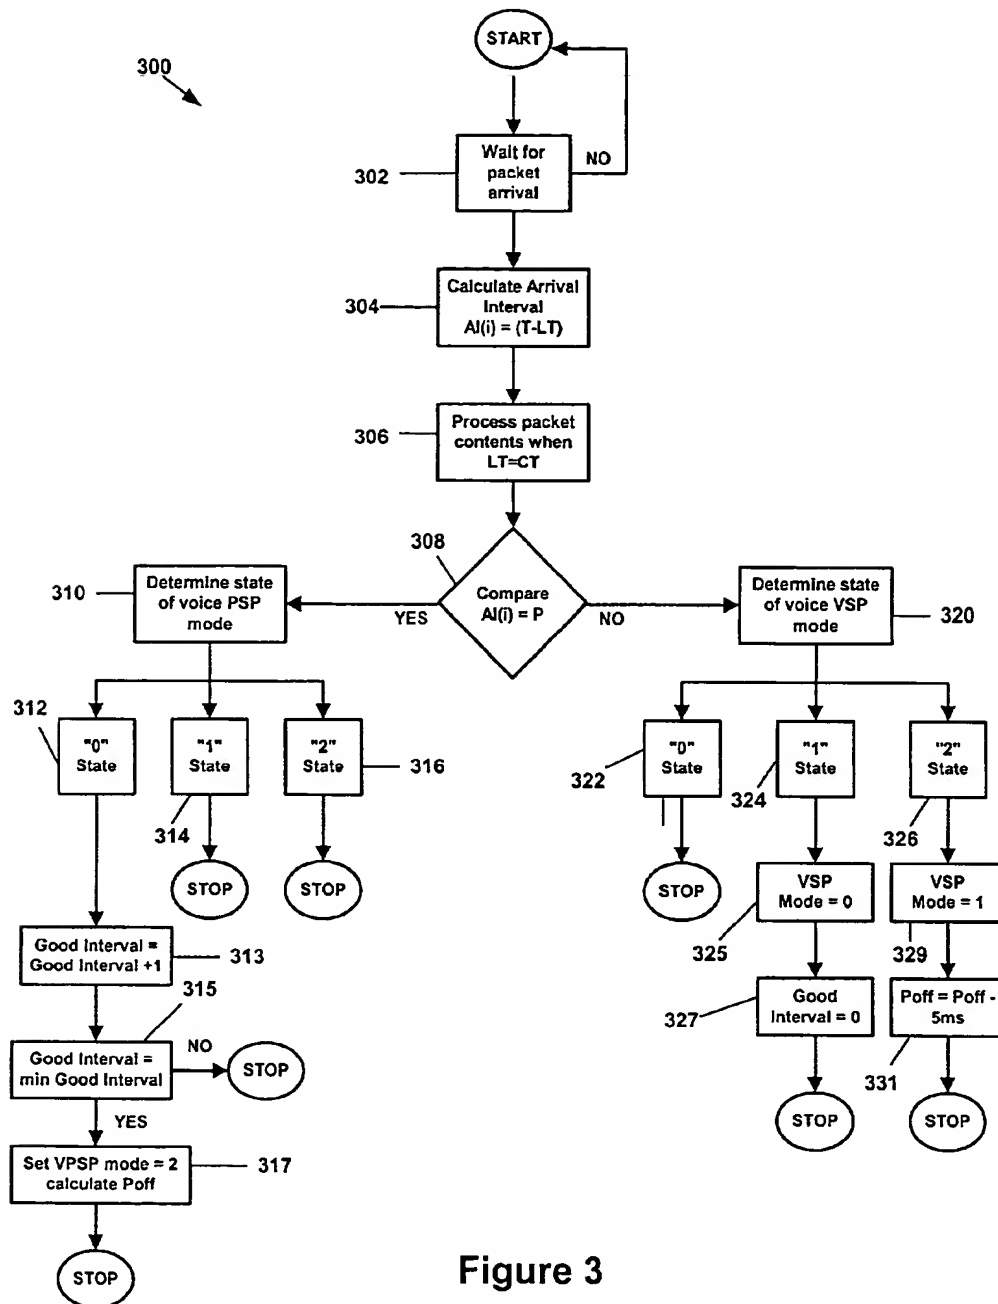 START
300
Wait for
packet
arrival
NO
302
Calculate Arrival
Interval
AI(i) = (T-LT)
304
Process packet
contents when
LT=CT
306
308
Compare
AI(i) = P
YES
NO
310
Determine state
of voice PSP
mode
Determine state
of voice VSP
mode
320
312
"0"
State
"1"
State
"2"
State
316
314
STOP
STOP
322
"0"
State
324
"1"
State
"2"
State
326
STOP
VSP
Mode = 0
VSP
Mode = 1
325
329
Good Interval =
Good Interval +1
313
315
Good Interval =
min Good Interval
NO
STOP
YES
327
Good
Interval = 0
Poff = Poff -
5ms
331
STOP
STOP
Set VPSP mode = 2
calculate Poff
317
STOP
Figure 3